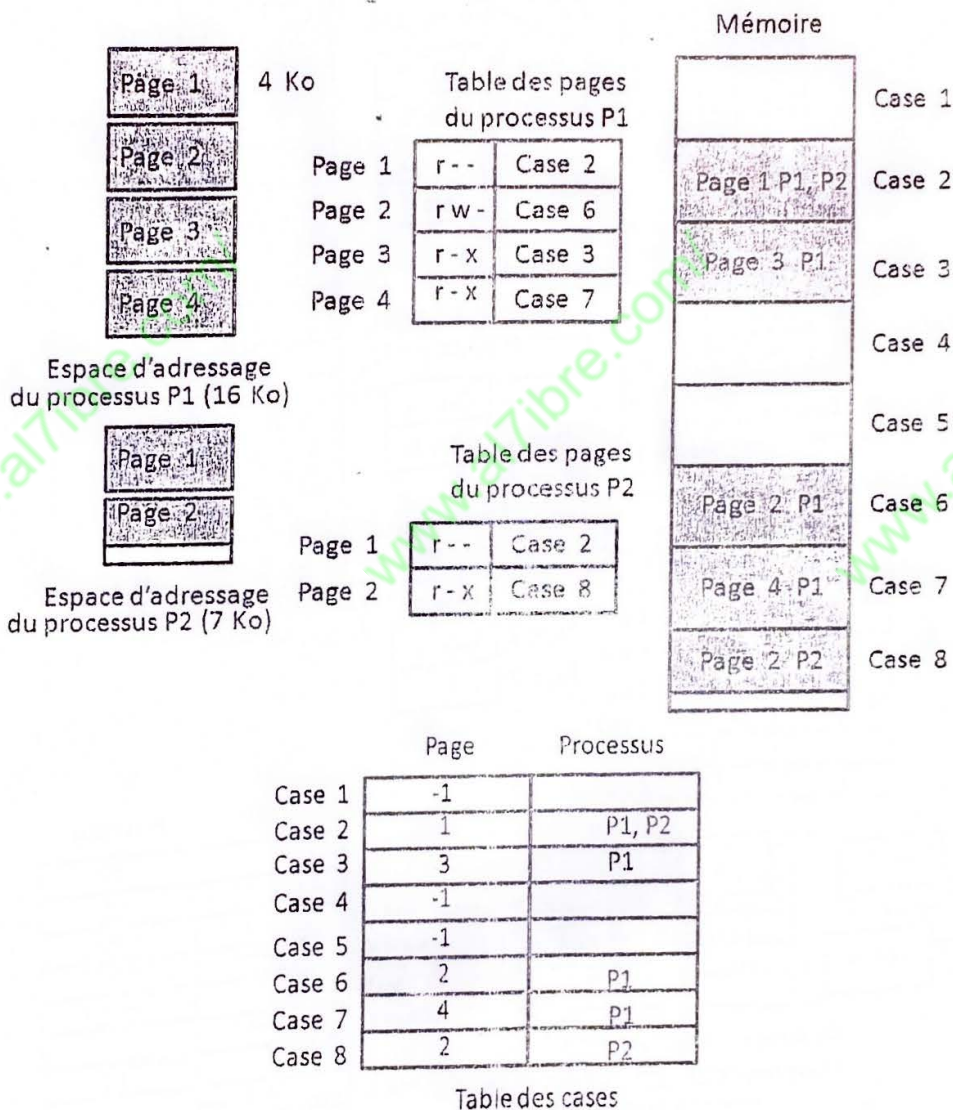 Mémoire
Page 1
4 Ko
Page 2
Page 3
Page 4
Espace d'adressage
du processus P1 (16 Ko)
Table des pages
du processus P1
Page 1 r - - Case 2
Page 2 r w - Case 6
Page 3 r - x Case 3
Page 4 r - x Case 7
Case 1
Page 1 P1, P2 Case 2
Page 3 P1 Case 3
Case 4
Case 5
Page 2 P1 Case 6
Page 4 P1 Case 7
Page 2 P2 Case 8
Page 1
Page 2
Espace d'adressage
du processus P2 (7 Ko)
Table des pages
du processus P2
Page 1 r - - Case 2
Page 2 r - x Case 8
Page Processus
Case 1 -1
Case 2 1 P1, P2
Case 3 3 P1
Case 4 -1
Case 5 -1
Case 6 2 P1
Case 7 4 P1
Case 8 2 P2
Table des cases
.al7ibre.com/
www.al7ibre.com/
www.a